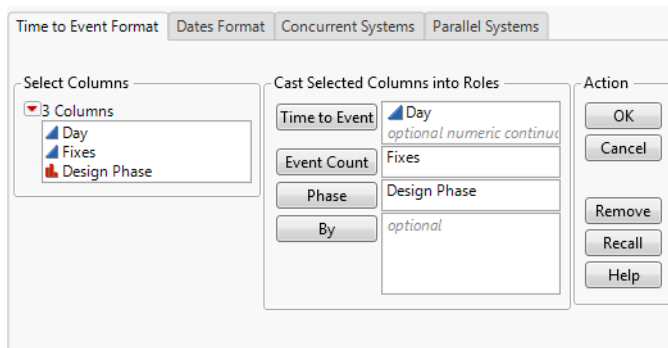 Time to Event Format Dates Format Concurrent Systems Parallel Systems
Select Columns
3 Columns
Day
Fixes
Design Phase
Cast Selected Columns into Roles
Time to Event
Day
optional numeric continuo
Event Count
Fixes
Phase
Design Phase
By
optional
Action
OK
Cancel
Remove
Recall
Help